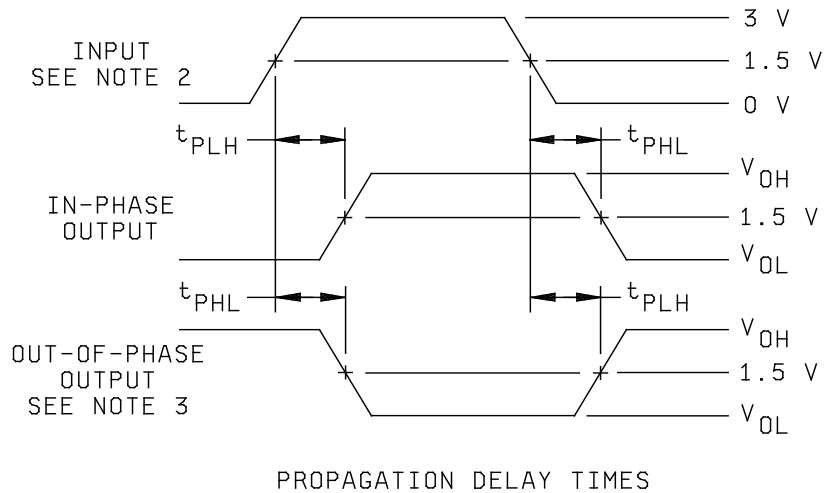 3 V
INPUT
SEE NOTE 2
1.5 V
0 V
tPLH
tPHL
VOH
IN-PHASE
OUTPUT
1.5 V
VOL
tPHL
tPLH
VOH
OUT-OF-PHASE
OUTPUT
SEE NOTE 3
1.5 V
VOL
PROPAGATION DELAY TIMES